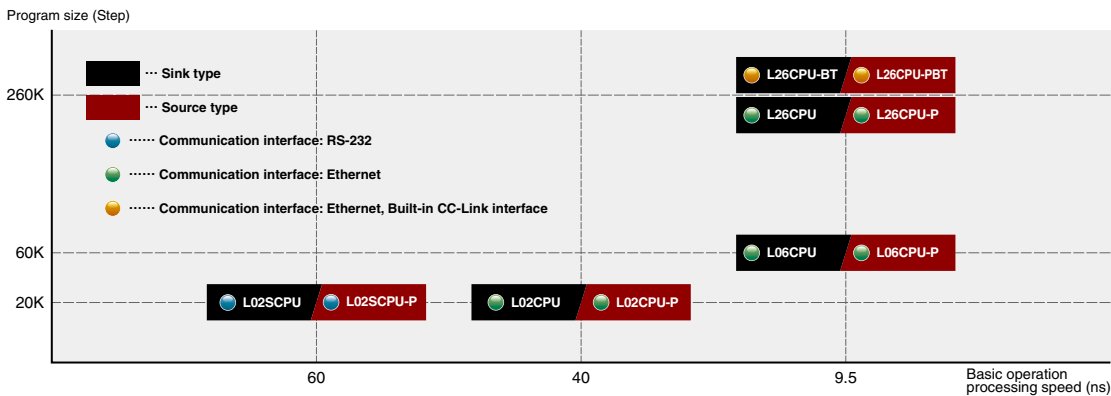 Program size (Step)
··· Sink type
L26CPU-BT
L26CPU-PBT
260K
··· Source type
L26CPU
L26CPU-P
······ Communication interface: RS-232
······ Communication interface: Ethernet
······ Communication interface: Ethernet, Built-in CC-Link interface
60K
L06CPU
L06CPU-P
20K
L02SCPU
L02SCPU-P
L02CPU
L02CPU-P
60
40
9.5
Basic operation
processing speed (ns)